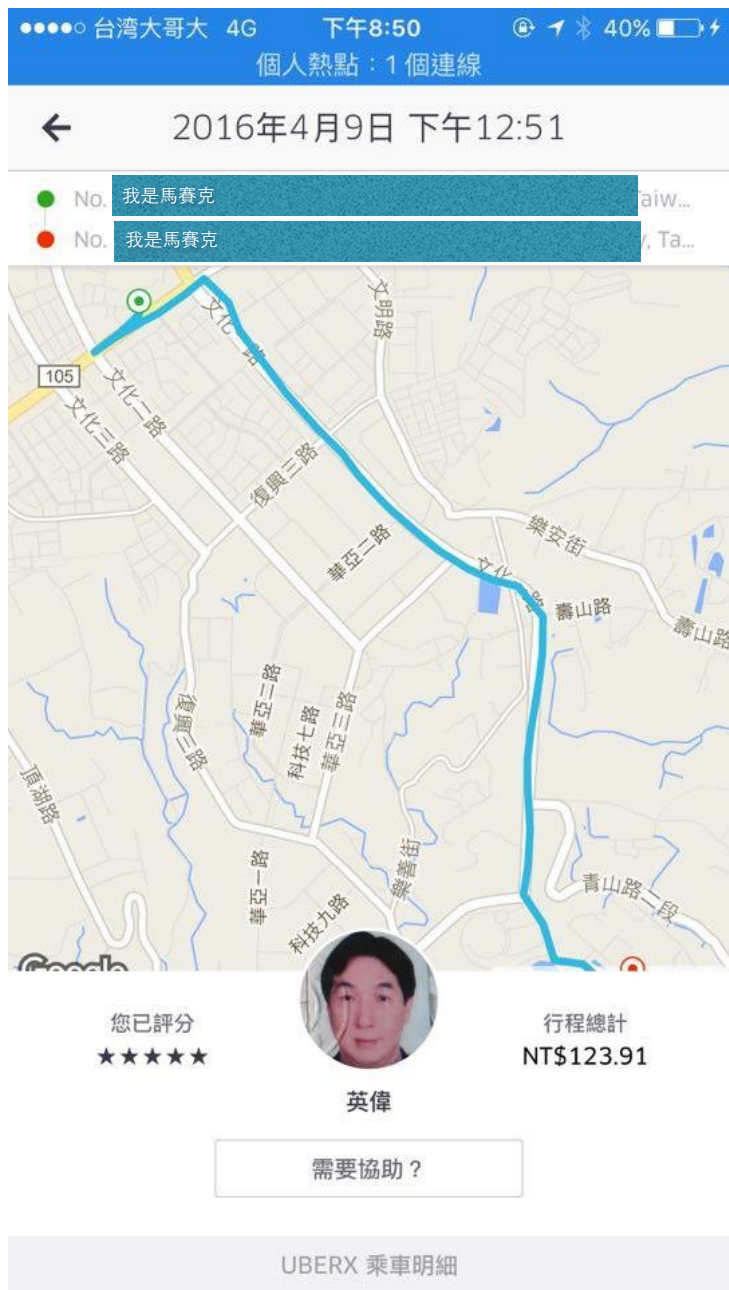 台湾大哥大 4G 下午8:50 40%
個人熱點：1 個連線
2016年4月9日 下午12:51
No. 我是馬賽克 Taiw...
No. 我是馬賽克 , Ta...
文明路
文化一路
105
文化二路
文化三路
復興三路
華亞二路
樂安街
文化一路
壽山路
壽山路
復興三路
華亞二路
科技七路
華亞三路
頂湖路
樂善街
華亞一路
青山路二段
科技九路
Google
您已評分
★★★★★
行程總計
NT$123.91
英偉
需要協助？
UBERX 乘車明細